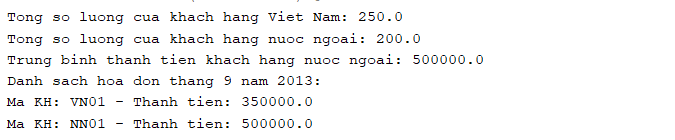 Tong so luong cua khach hang Viet Nam: 250.0
Tong so luong cua khach hang nuoc ngoai: 200.0
Trung binh thanh tien khach hang nuoc ngoai: 500000.0
Danh sach hoa don thang 9 nam 2013:
Ma KH: VN01 - Thanh tien: 350000.0
Ma KH: NN01 - Thanh tien: 500000.0